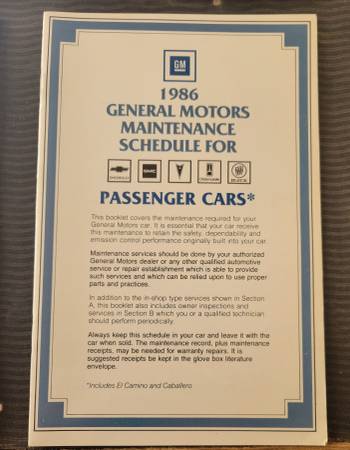 GM
1986
GENERAL MOTORS
MAINTENANCE
SCHEDULE FOR
CHEVROLET GMC PONTIAC OLDSMOBILE BUICK
PASSENGER CARS*
This booklet covers the maintenance required for your
General Motors car. It is essential that your car receive
this maintenance to retain the safety, dependability and
emission control performance originally built into your car.
Maintenance services should be done by your authorized
General Motors dealer or any other qualified automotive
service or repair establishment which is able to provide
such services and which can be relied upon to use proper
parts and practices.
In addition to the in-shop type services shown in Section
A, this booklet also includes owner inspections and
services in Section B which you or a qualified technician
should perform periodically.
Always keep this schedule in your car and leave it with the
car when sold. The maintenance record, plus maintenance
receipts, may be needed for warranty repairs. It is
suggested receipts be kept in the glove box literature
envelope.
*Includes El Camino and Caballero